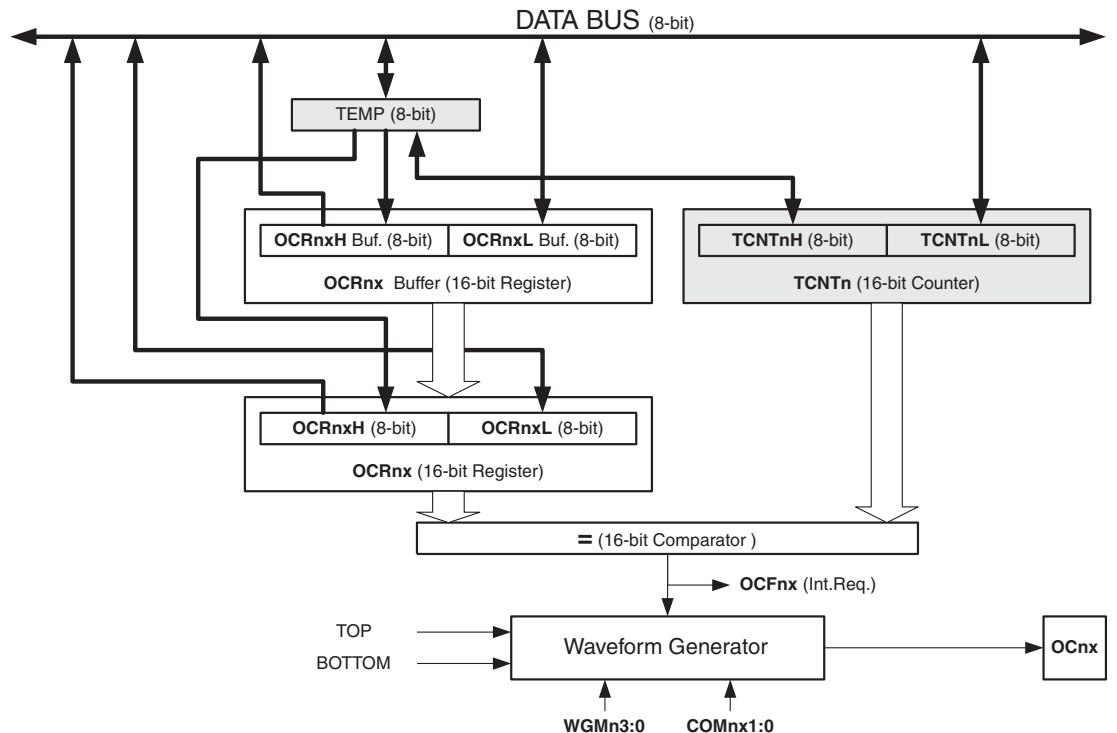 DATA BUS (8-bit)
TEMP (8-bit)
OCRnxH Buf. (8-bit) OCRnxL Buf. (8-bit)
OCRnx Buffer (16-bit Register)
TCNTnH (8-bit) TCNTnL (8-bit)
TCNTn (16-bit Counter)
OCRnxH (8-bit) OCRnxL (8-bit)
OCRnx (16-bit Register)
= (16-bit Comparator )
OCFnx (Int.Req.)
TOP
BOTTOM
Waveform Generator
OCnx
WGMn3:0 COMnx1:0